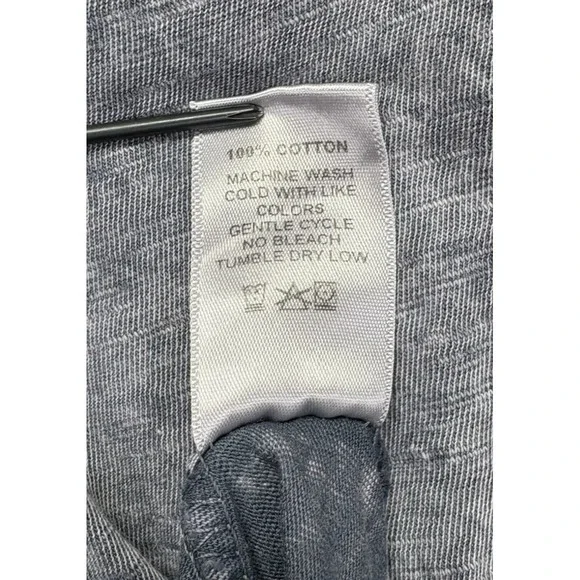 100% COTTON
MACHINE WASH
COLD WITH LIKE
COLORS
GENTLE CYCLE
NO BLEACH
TUMBLE DRY LOW